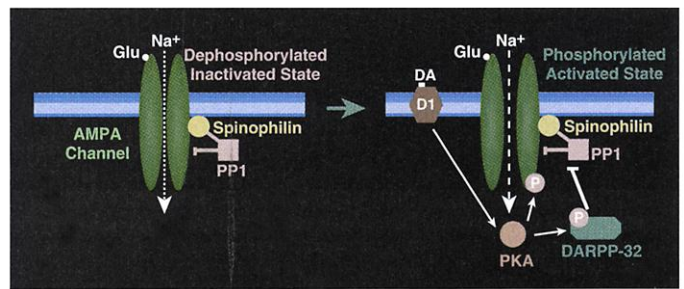 Na+
Glu
Dephosphorylated
Inactivated State
AMPA
Channel
Spinophilin
PP1
Na+
Glu
Phosphorylated
Activated State
DA
D1
Spinophilin
PP1
P
P
PKA
DARPP-32